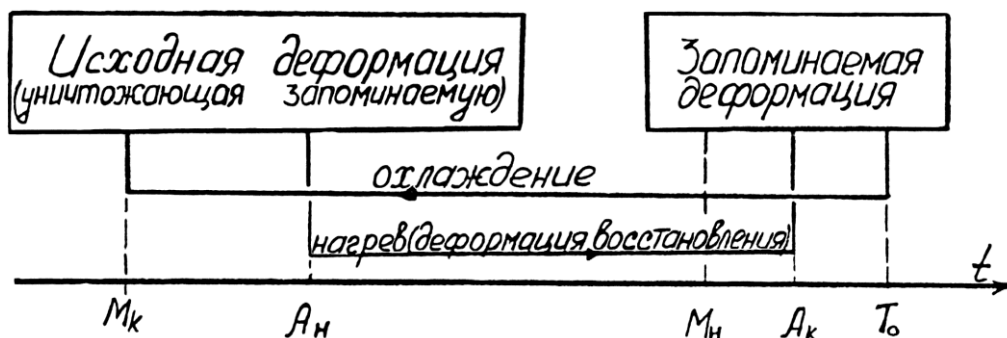 Исходная деформация
(уничтожающая запоминаемую)
Запоминаемая
деформация
охлаждение
нагрев(деформация восстановления)
t
Mк Aн Mн Aк T₀